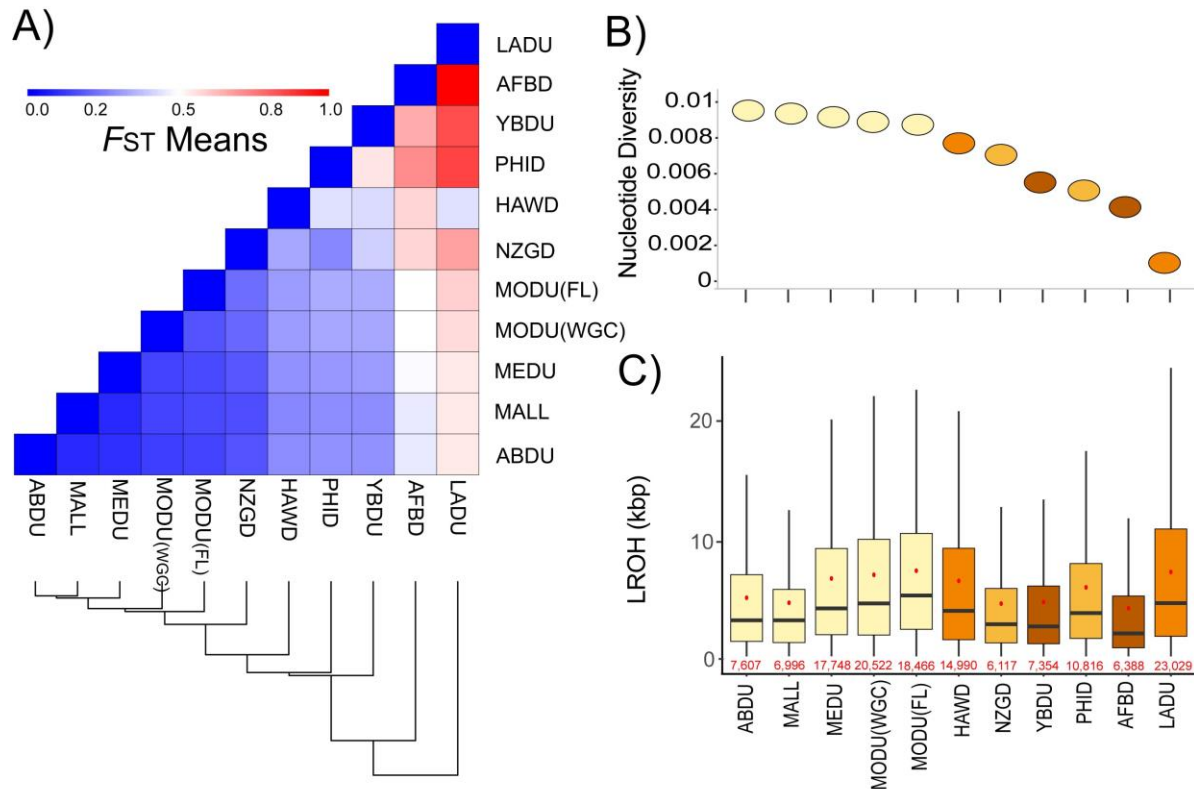 A)
LADU
AFBD
YBDU
PHID
HAWD
NZGD
MODU(FL)
MODU(WGC)
MEDU
MALL
ABDU
0.0 0.2 0.5 0.8 1.0
FST Means
ABDU MALL MEDU MODU(WGC) MODU(FL) NZGD HAWD PHID YBDU AFBD LADU
B)
Nucleotide Diversity
0.01
0.008
0.006
0.004
0.002
0
C)
LROH (kbp)
20
10
0
7,607 6,996 17,748 20,522 18,466 14,990 6,117 7,354 10,816 6,388 23,029
ABDU MALL MEDU MODU(WGC) MODU(FL) HAWD NZGD YBDU PHID AFBD LADU